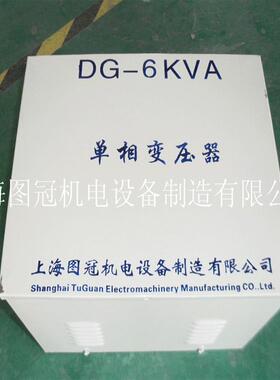 DG-6KVA
单相变压器
海图冠机电设备制造有限公
上海图冠机电设备制造有限公司
Shanghai TuGuan Electromachinery Manufacturing CO.,Ltd.